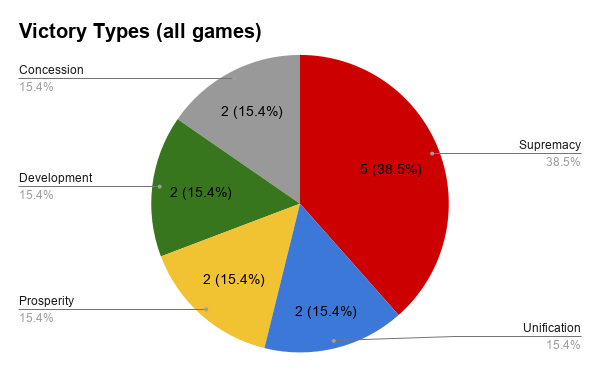 Victory Types (all games)
Concession
15.4%
2 (15.4%)
Supremacy
38.5%
5 (38.5%)
Development
15.4%
2 (15.4%)
2 (15.4%)
Prosperity
15.4%
2 (15.4%)
Unification
15.4%